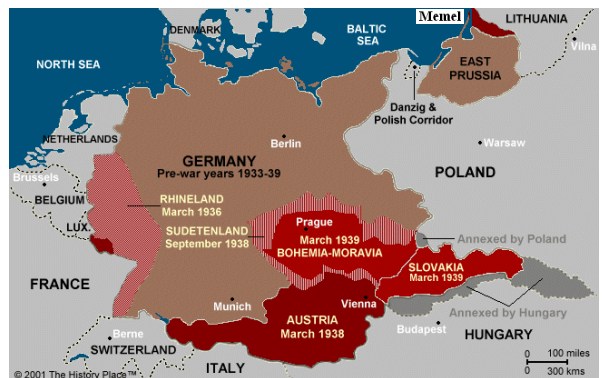 Memel
LITHUANIA
DENMARK
BALTIC
SEA
Vilna
NORTH SEA
EAST
PRUSSIA
Danzig &
Polish Corridor
NETHERLANDS
Berlin
Warsaw
GERMANY
Pre-war years 1933-39
POLAND
Brussels
BELGIUM
RHINELAND
March 1936
LUX.
SUDETENLAND
September 1938
Prague
March 1939
BOHEMIA-MORAVIA
Annexed by Poland
SLOVAKIA
March 1939
FRANCE
Munich
Vienna
AUSTRIA
March 1938
Annexed by Hungary
Budapest
HUNGARY
Berne
SWITZERLAND
ITALY
0 100 miles
0 300 kms
© 2001 The History Place™